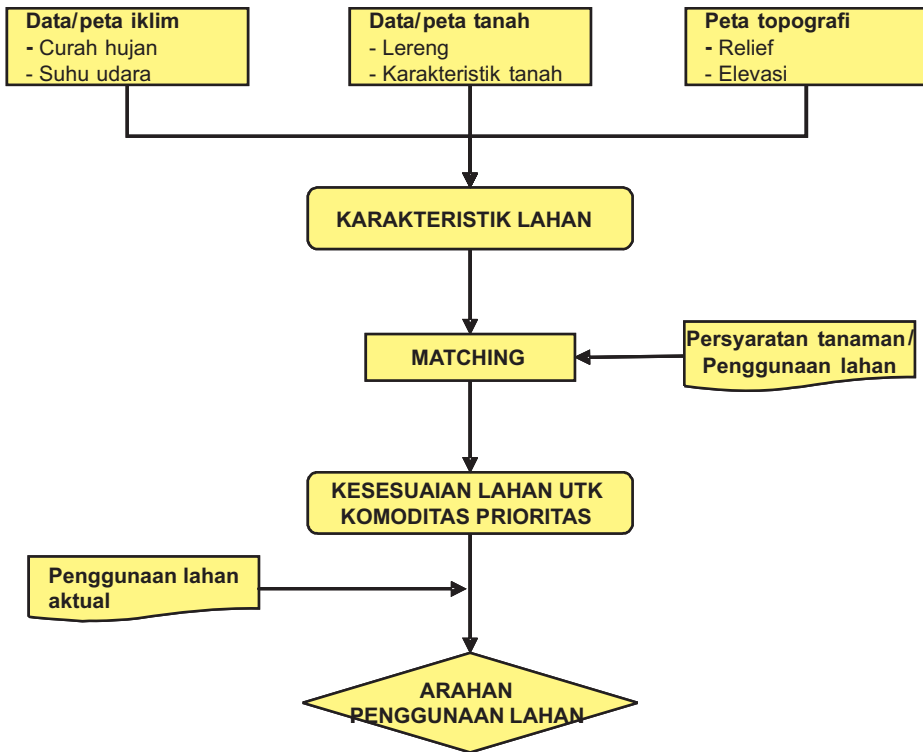 Data/peta iklim
- Curah hujan
- Suhu udara
Data/peta tanah
- Lereng
- Karakteristik tanah
Peta topografi
- Relief
- Elevasi
KARAKTERISTIK LAHAN
MATCHING
Persyaratan tanaman/
Penggunaan lahan
KESESUAIAN LAHAN UTK
KOMODITAS PRIORITAS
Penggunaan lahan
aktual
ARAHAN
PENGGUNAAN LAHAN